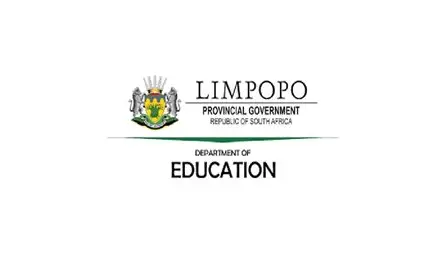 LIMPOPO
PROVINCIAL GOVERNMENT
REPUBLIC OF SOUTH AFRICA
DEPARTMENT OF
EDUCATION